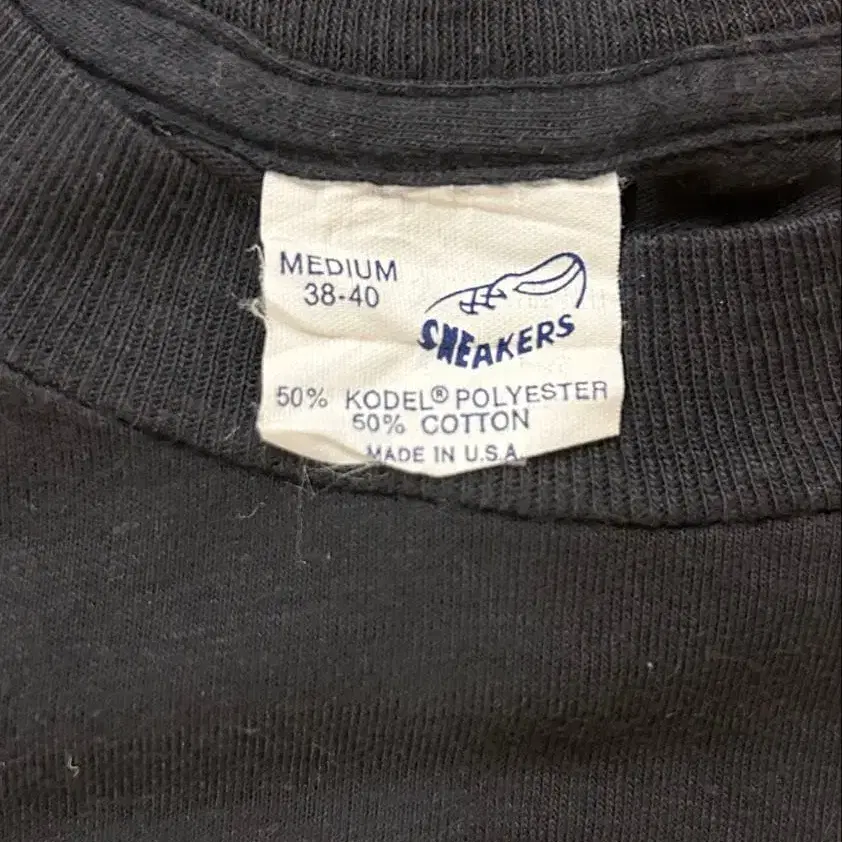 MEDIUM
38-40
SNEAKERS
50% KODEL® POLYESTER
50% COTTON
MADE IN U.S.A.